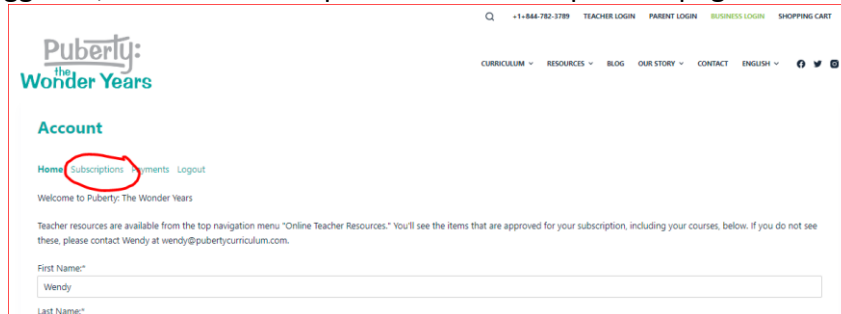 +1+844-782-3789 TEACHER LOGIN PARENT LOGIN BUSINESS LOGIN SHOPPING CART
Puberty:
the
Wonder Years
CURRICULUM RESOURCES BLOG OUR STORY CONTACT ENGLISH
Account
Home Subscriptions Payments Logout
Welcome to Puberty: The Wonder Years
Teacher resources are available from the top navigation menu "Online Teacher Resources." You'll see the items that are approved for your subscription, including your courses, below. If you do not see
these, please contact Wendy at wendy@pubertycurriculum.com.
First Name:*
Wendy
Last Name:*